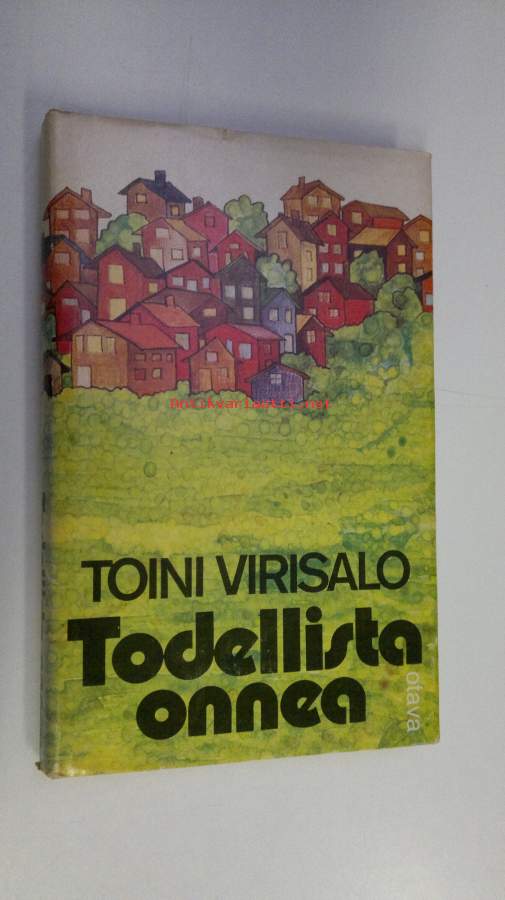 Antikvariaatti.net
TOINI VIRISALO
Todellista
onnea
otava